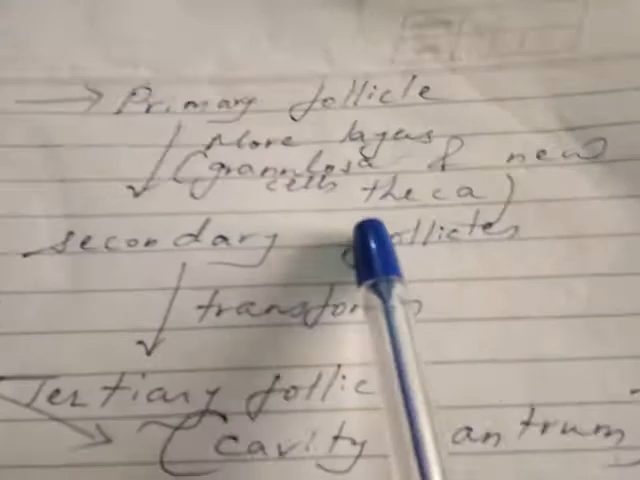 → Primary follicle
More layers
(granulosa & new
cells theca)
secondary follicles
transform
Tertiary follic
(cavity antrum